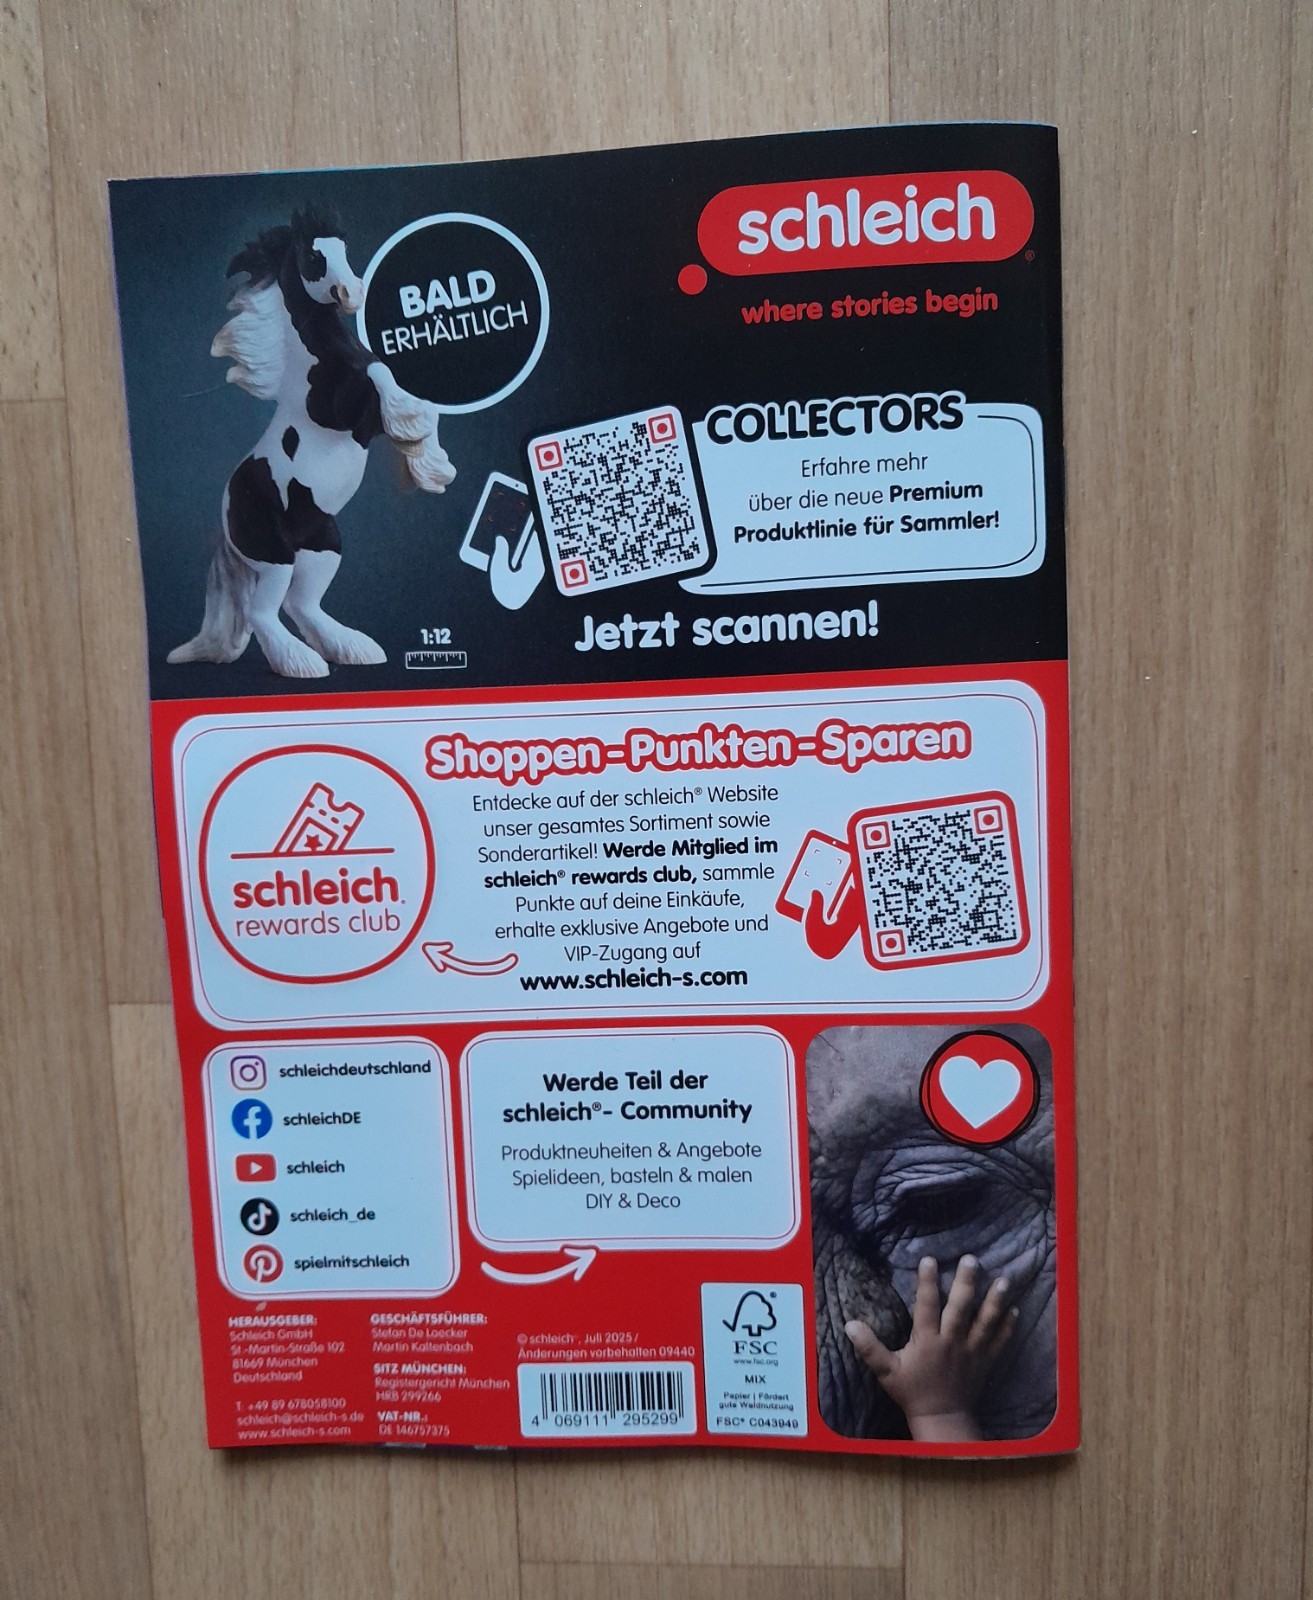 schleich®
where stories begin
BALD
ERHÄLTLICH
COLLECTORS
Erfahre mehr
über die neue Premium
Produktlinie für Sammler!
1:12
Jetzt scannen!
Shoppen-Punkten-Sparen
Entdecke auf der schleich® Website
unser gesamtes Sortiment sowie
Sonderartikel! Werde Mitglied im
schleich® rewards club, sammle
Punkte auf deine Einkäufe,
erhalte exklusive Angebote und
VIP-Zugang auf
www.schleich-s.com
schleich®
rewards club
schleichdeutschland
schleichDE
schleich
schleich_de
spielmitschleich
Werde Teil der
schleich®- Community
Produktneuheiten & Angebote
Spielideen, basteln & malen
DIY & Deco
HERAUSGEBER:
Schleich GmbH
St.-Martin-Straße 102
81669 München
Deutschland
T. +49 89 678058100
schleich@schleich-s.de
www.schleich-s.com
GESCHÄFTSFÜHRER:
Stefan De Loecker
Martin Kaltenbach
SITZ MÜNCHEN:
Registergericht München
HRB 299266
VAT-NR.:
DE 146757375
© schleich®, Juli 2025 /
Änderungen vorbehalten 09440
4 069111 295299
FSC
www.fsc.org
MIX
Papier | Fördert
gute Waldnutzung
FSC® C043949